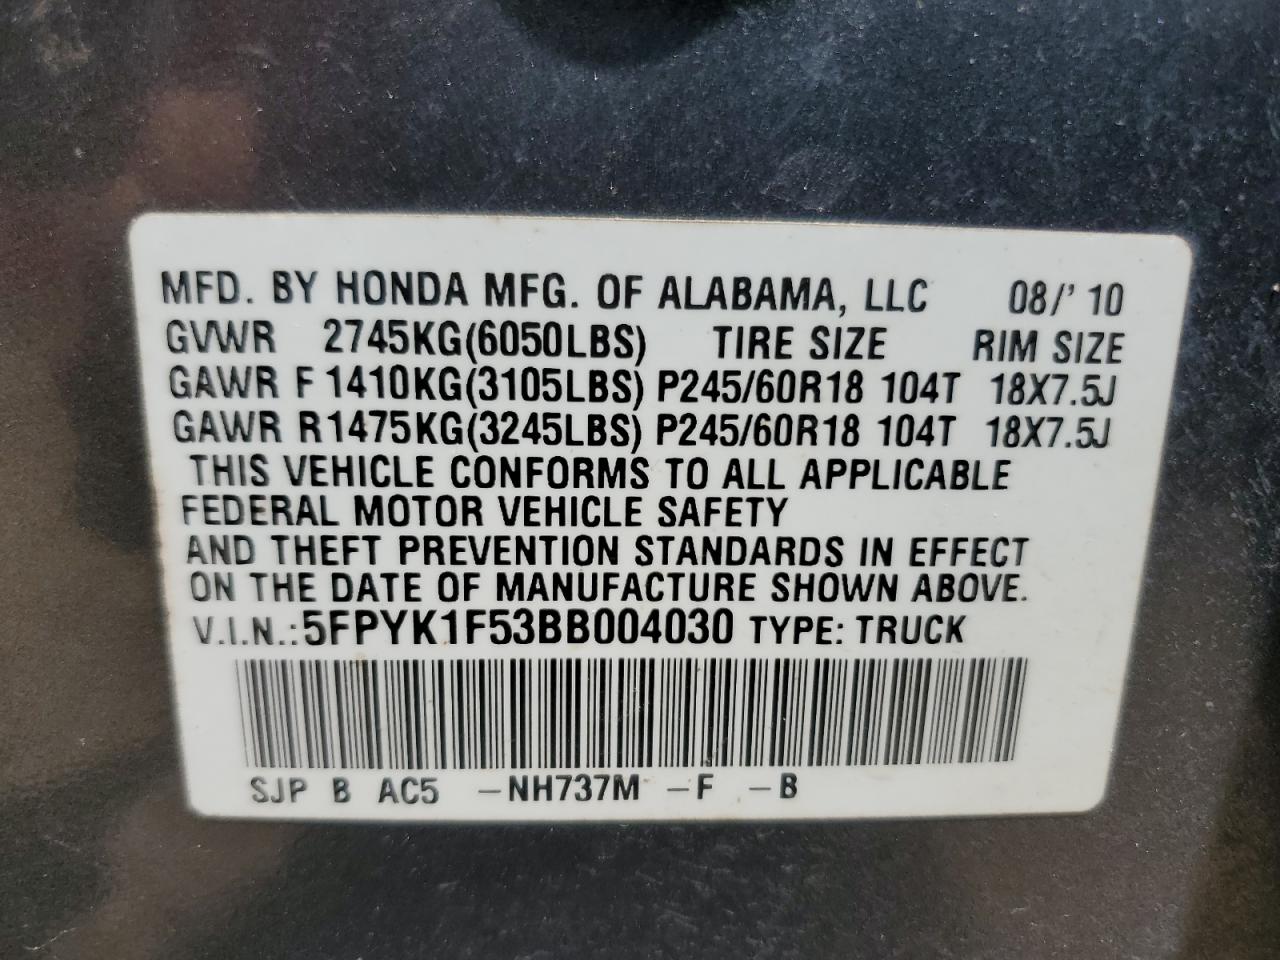 MFD. BY HONDA MFG. OF ALABAMA, LLC 08/' 10
GVWR 2745KG(6050LBS) TIRE SIZE RIM SIZE
GAWR F 1410KG(3105LBS) P245/60R18 104T 18X7.5J
GAWR R 1475KG(3245LBS) P245/60R18 104T 18X7.5J
THIS VEHICLE CONFORMS TO ALL APPLICABLE
FEDERAL MOTOR VEHICLE SAFETY
AND THEFT PREVENTION STANDARDS IN EFFECT
ON THE DATE OF MANUFACTURE SHOWN ABOVE.
V.I.N.:5FPYK1F53BB004030 TYPE: TRUCK
SJP B AC5 -NH737M -F -B